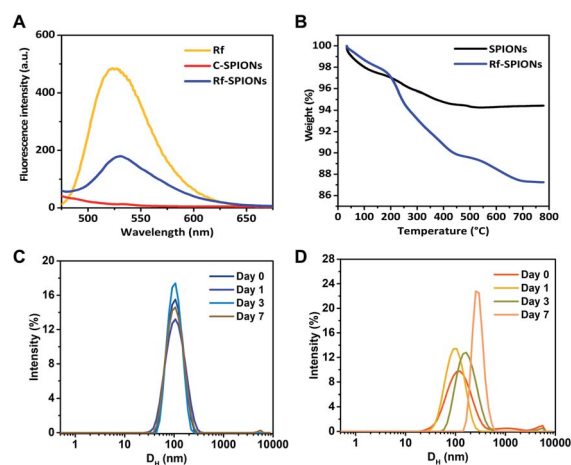 A
Rf
C-SPIONs
Rf-SPIONs
Fluorescence intensity (a.u.)
600
400
200
0
500 550 600 650
Wavelength (nm)
B
SPIONs
Rf-SPIONs
Weight (%)
100
98
96
94
92
90
88
86
0 100 200 300 400 500 600 700 800
Temperature (°C)
C
Day 0
Day 1
Day 3
Day 7
Intensity (%)
20
16
12
8
4
0
1 10 100 1000 10000
D_H (nm)
D
Day 0
Day 1
Day 3
Day 7
Intensity (%)
28
24
20
16
12
8
4
0
1 10 100 1000 10000
D_H (nm)